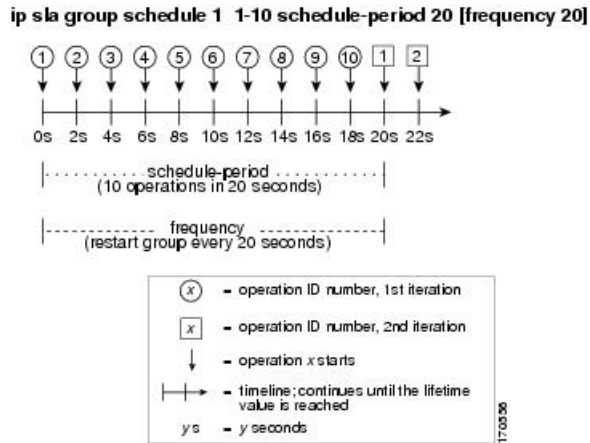 ip sla group schedule 1 1-10 schedule-period 20 [frequency 20]
1 2 3 4 5 6 7 8 9 10 1 2
0s 2s 4s 6s 8s 10s 12s 14s 16s 18s 20s 22s
schedule-period
(10 operations in 20 seconds)
frequency
(restart group every 20 seconds)
x = operation ID number, 1st iteration
x = operation ID number, 2nd iteration
= operation x starts
= timeline; continues until the lifetime
value is reached
y s = y seconds
170556